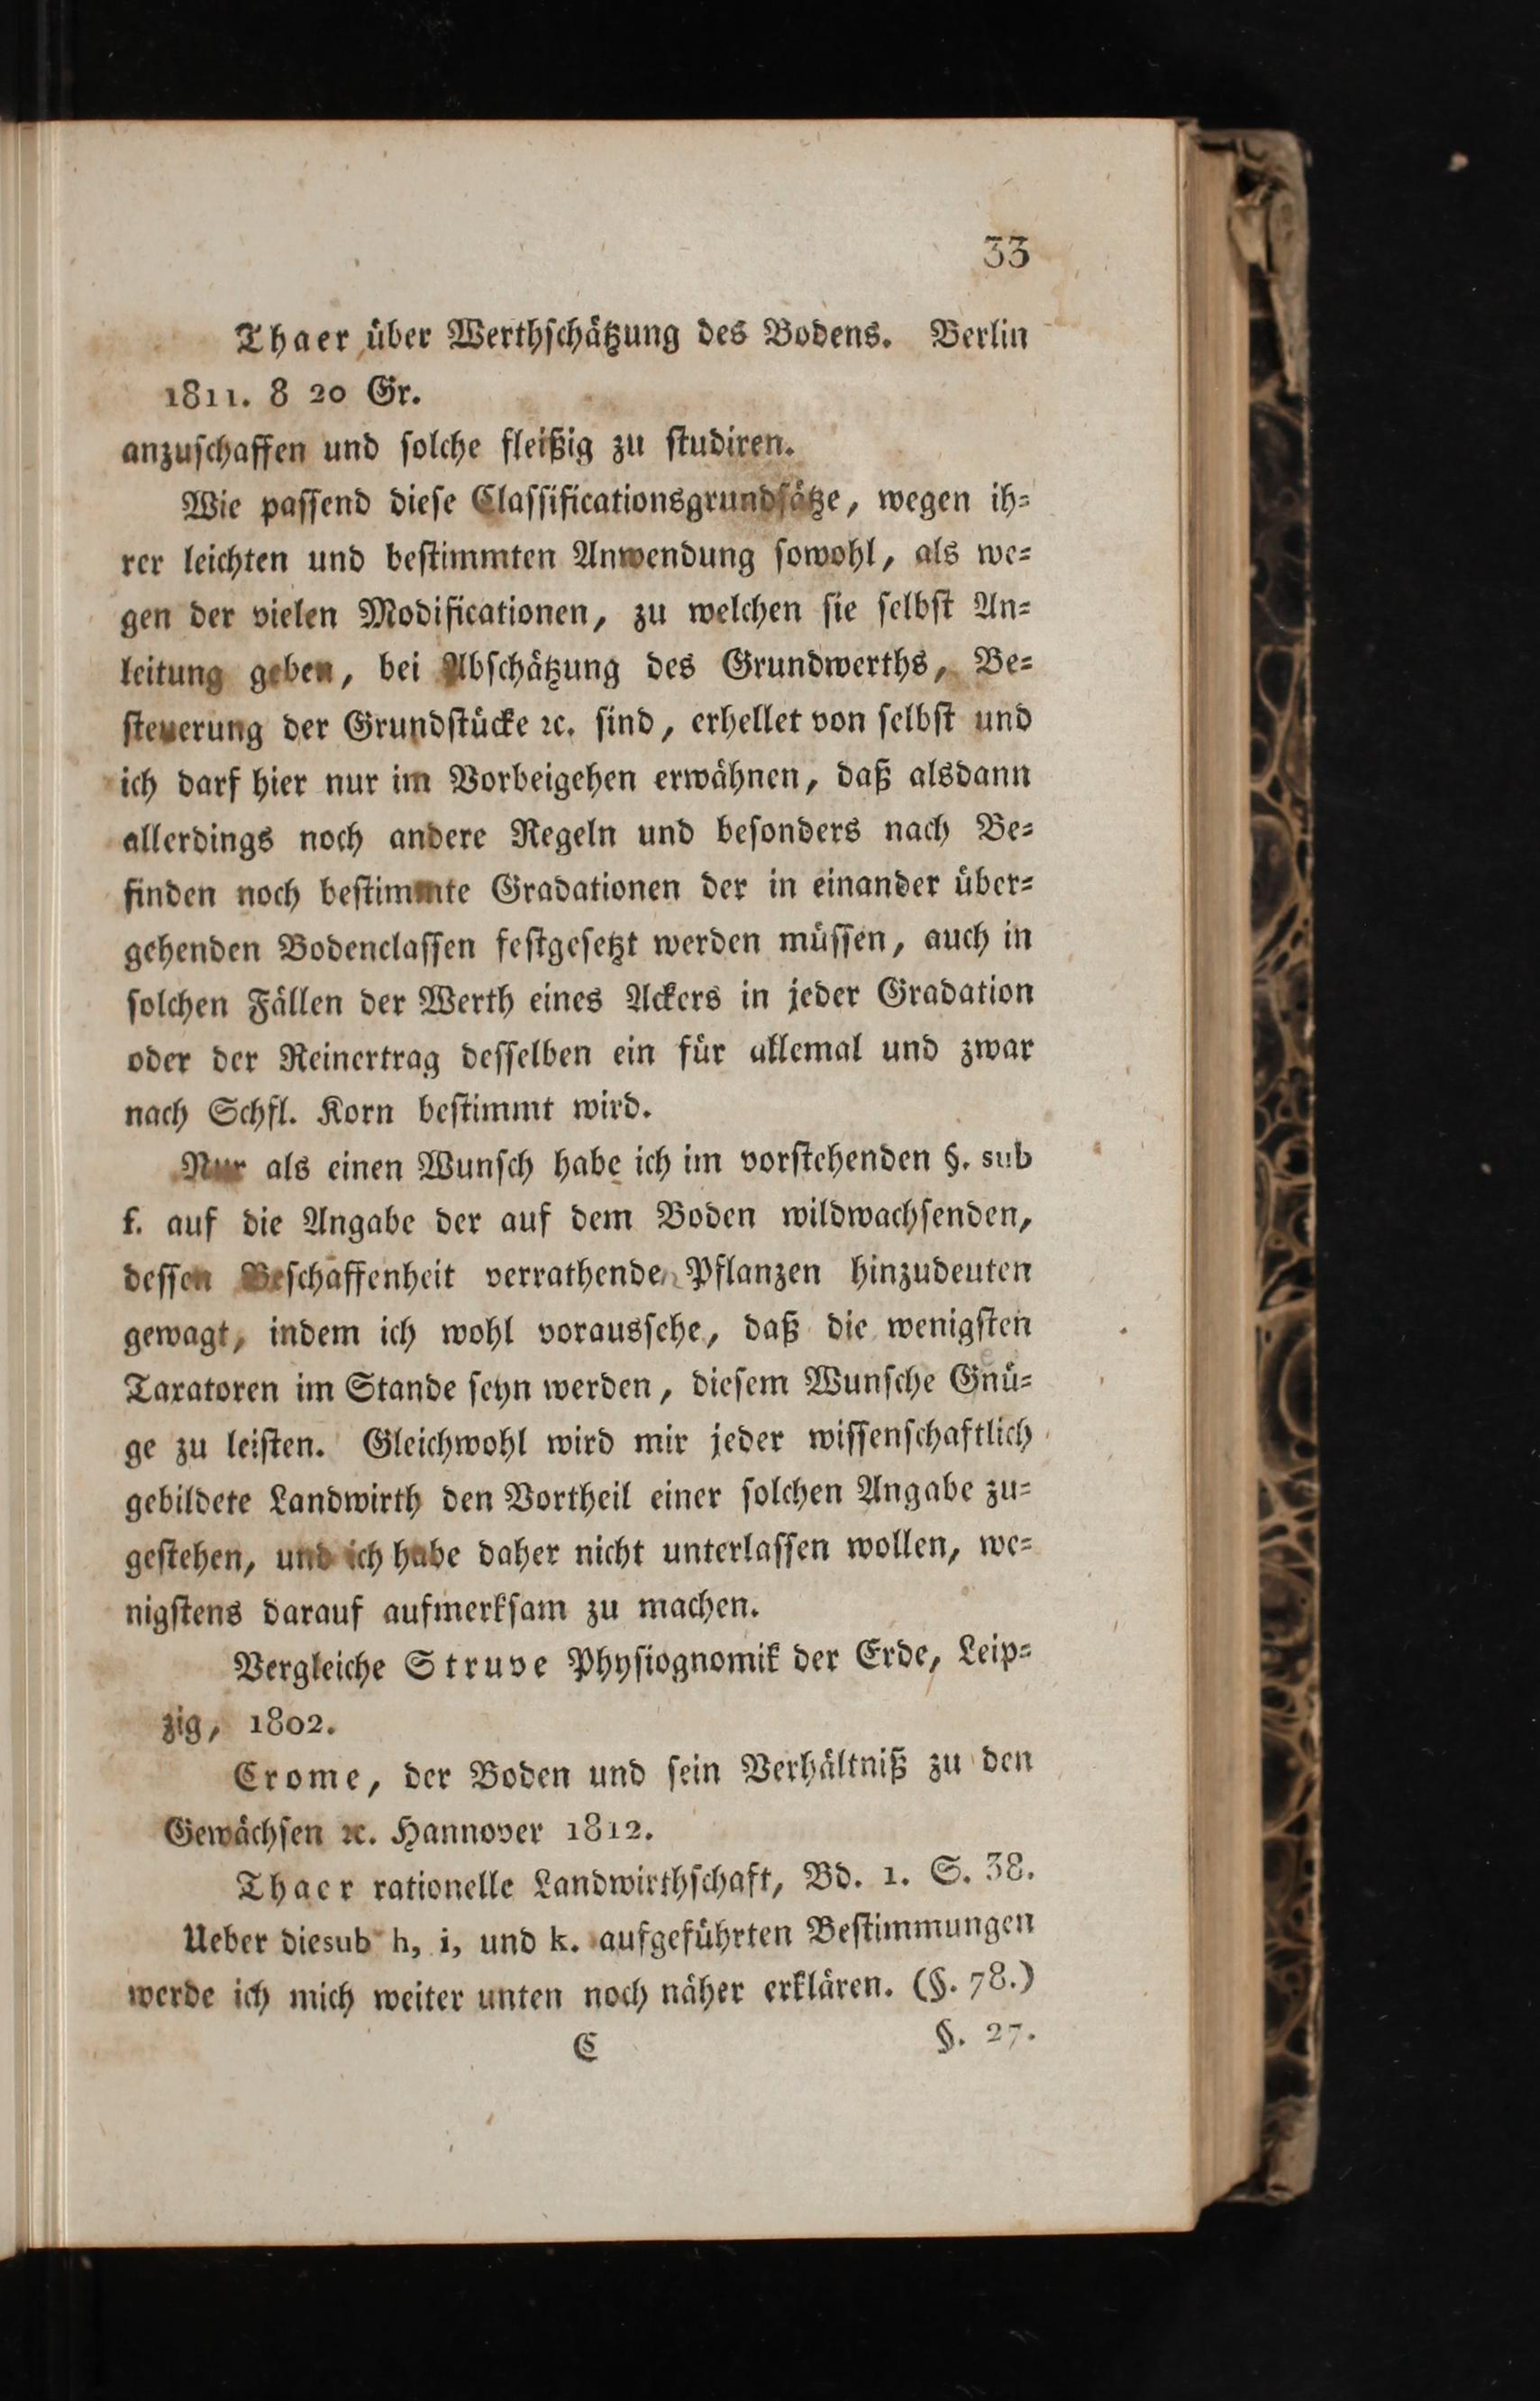 33
Thaer über Werthſchätzung des Bodens. Berlin
1811. 8 20 Gr.
anzuſchaffen und ſolche fleißig zu ſtudiren.
Wie paſſend dieſe Claſſificationsgrundſätze, wegen ih-
rer leichten und beſtimmten Anwendung ſowohl, als we-
gen der vielen Modificationen, zu welchen ſie ſelbſt An-
leitung geben, bei Abſchätzung des Grundwerths, Be-
ſteuerung der Grundſtücke ꝛc. ſind, erhellet von ſelbſt und
ich darf hier nur im Vorbeigehen erwähnen, daß alsdann
allerdings noch andere Regeln und beſonders nach Be-
finden noch beſtimmte Gradationen der in einander über-
gehenden Bodenclaſſen feſtgeſetzt werden müſſen, auch in
ſolchen Fällen der Werth eines Ackers in jeder Gradation
oder der Reinertrag deſſelben ein für allemal und zwar
nach Schfl. Korn beſtimmt wird.
Nur als einen Wunſch habe ich im vorſtehenden §. sub
f. auf die Angabe der auf dem Boden wildwachſenden,
deſſen Beſchaffenheit verrathende Pflanzen hinzudeuten
gewagt, indem ich wohl vorausſehe, daß die wenigſten
Taxatoren im Stande ſeyn werden, dieſem Wunſche Gnü-
ge zu leiſten. Gleichwohl wird mir jeder wiſſenſchaftlich
gebildete Landwirth den Vortheil einer ſolchen Angabe zu-
geſtehen, und ich habe daher nicht unterlaſſen wollen, we-
nigſtens darauf aufmerkſam zu machen.
Vergleiche Struve Phyſiognomik der Erde, Leip-
zig, 1802.
Crome, der Boden und ſein Verhältniß zu den
Gewächſen ꝛc. Hannover 1812.
Thaer rationelle Landwirthſchaft, Bd. 1. S. 38.
Ueber diesub h, i, und k. aufgeführten Beſtimmungen
werde ich mich weiter unten noch näher erklären. (§. 78.)
C §. 27.